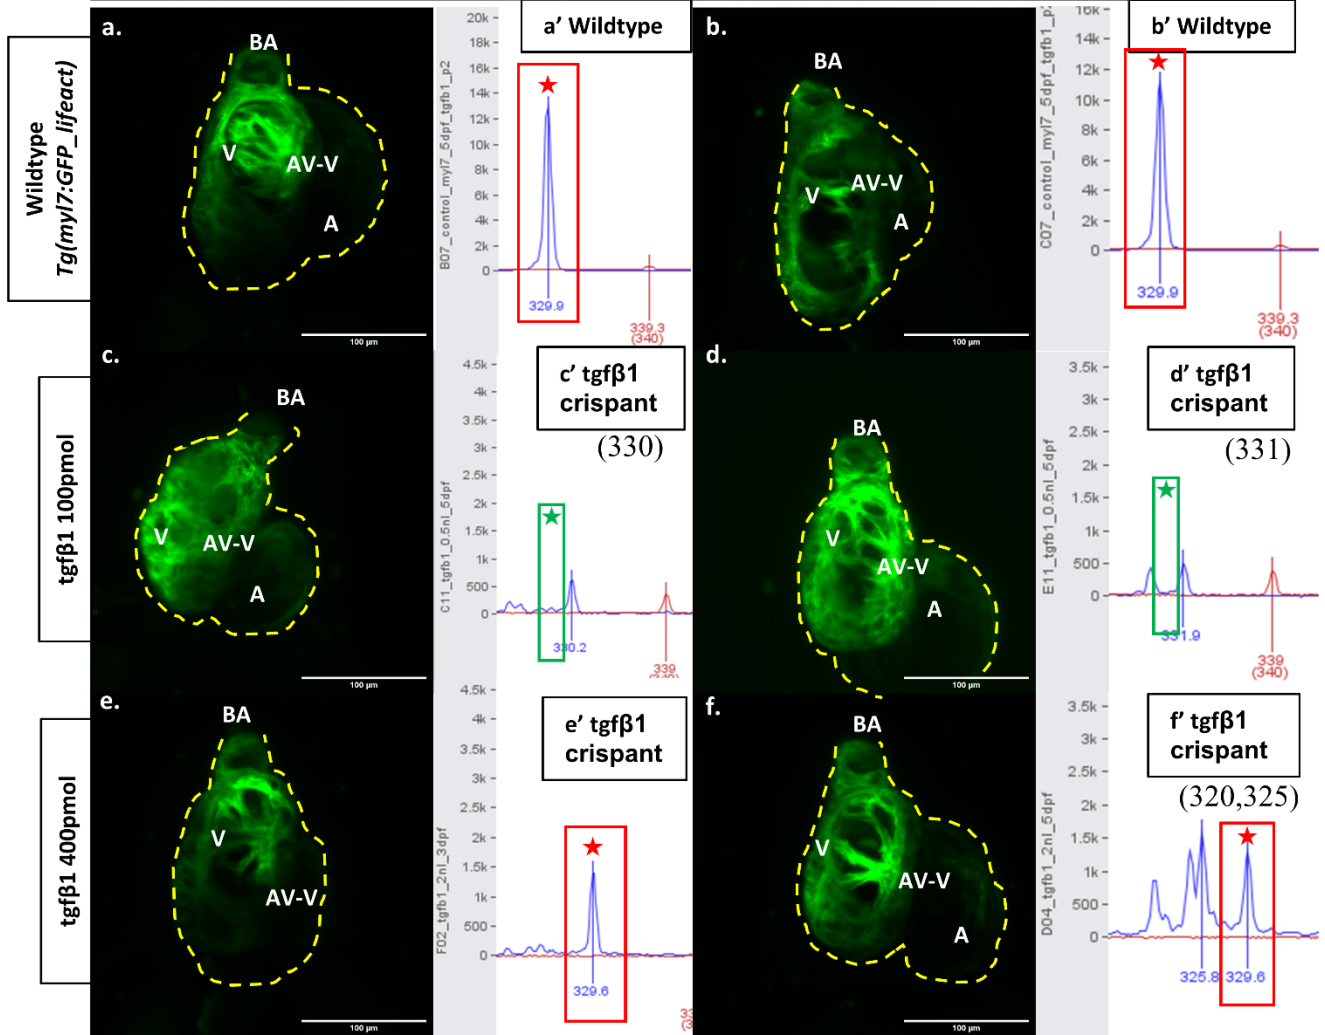 Wildtype
Tg(myl7:GFP_lifeact)
a.
BA
V
AV-V
A
100 µm
B07_control_myl7_5dpf_tgfb1_p2
20k
18k
16k
14k
12k
10k
8k
6k
4k
2k
0
a' Wildtype
329.9
339.3
(340)
b.
BA
V
AV-V
A
100 µm
C07_control_myl7_5dpf_tgfb1_p2
16k
14k
12k
10k
8k
6k
4k
2k
0
b' Wildtype
329.9
339.3
(340)
tgfβ1 100pmol
c.
BA
V
AV-V
A
100 µm
C11_tgfb1_0.5nl_5dpf
4.5k
4k
3.5k
3k
2.5k
2k
1.5k
1k
500
0
c' tgfβ1
crispant
(330)
330.2
339
(340)
d.
BA
V
AV-V
A
100 µm
E11_tgfb1_0.5nl_5dpf
3.5k
3k
2.5k
2k
1.5k
1k
500
0
d' tgfβ1
crispant
(331)
331.9
339
(340)
tgfβ1 400pmol
e.
BA
V
AV-V
100 µm
F02_tgfb1_2nl_3dpf
4.5k
4k
3.5k
3k
2.5k
2k
1.5k
1k
500
0
e' tgfβ1
crispant
329.6
f.
BA
V
AV-V
A
100 µm
D04_tgfb1_2nl_5dpf
3.5k
3k
2.5k
2k
1.5k
1k
500
0
f' tgfβ1
crispant
(320,325)
325.8
329.6